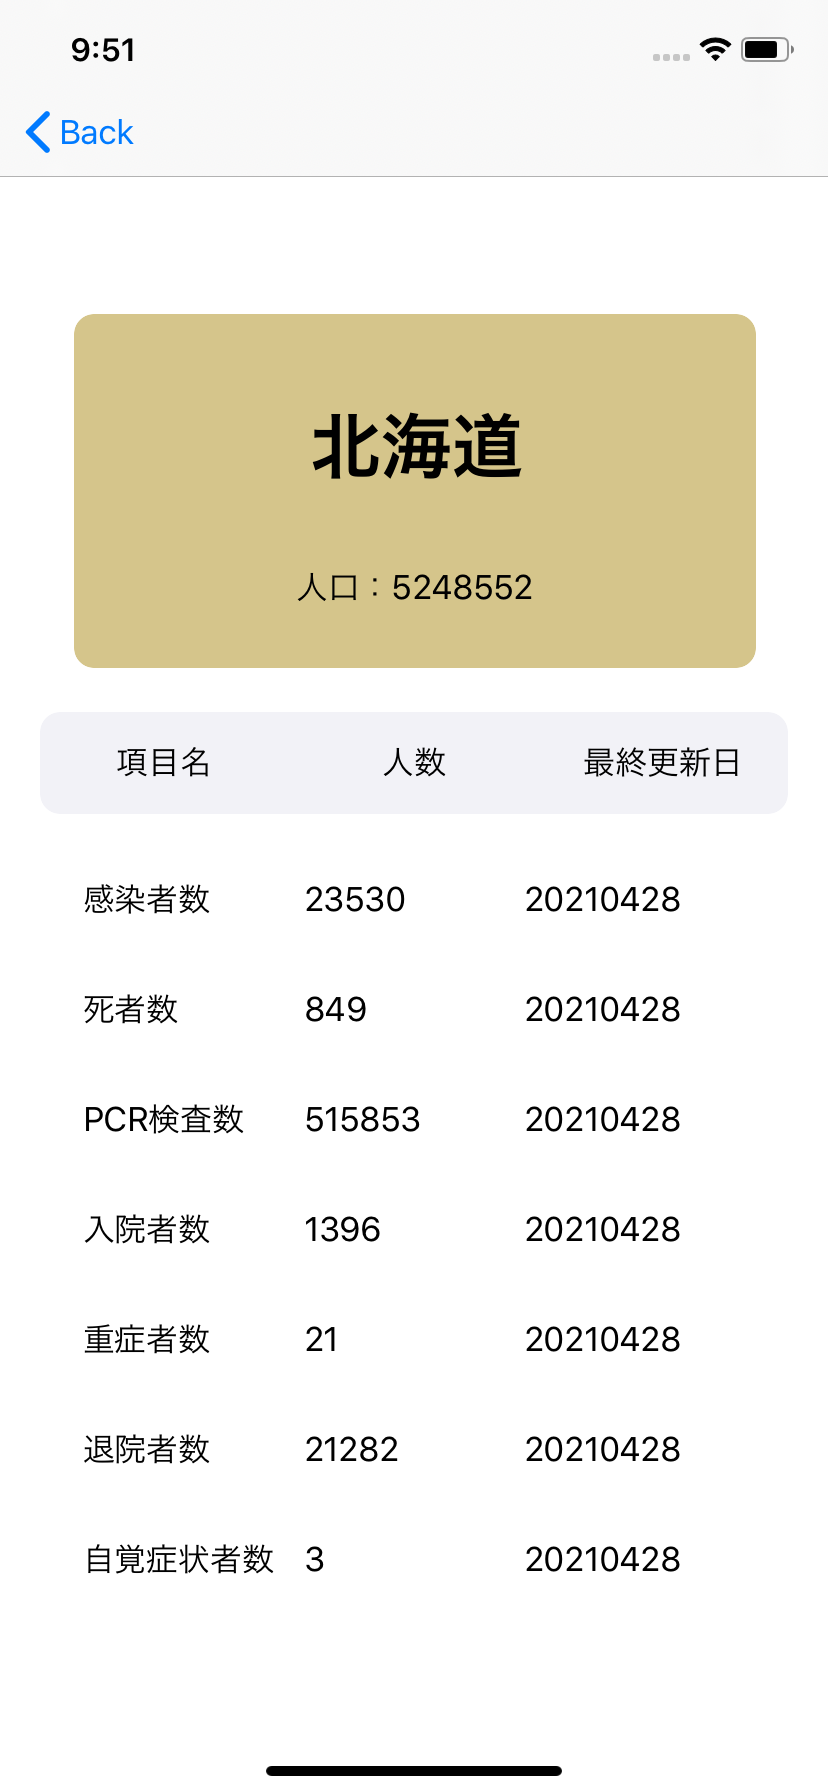 9:51
Back
北海道
人口：5248552
項目名 人数 最終更新日
感染者数 23530 20210428
死者数 849 20210428
PCR検査数 515853 20210428
入院者数 1396 20210428
重症者数 21 20210428
退院者数 21282 20210428
自覚症状者数 3 20210428